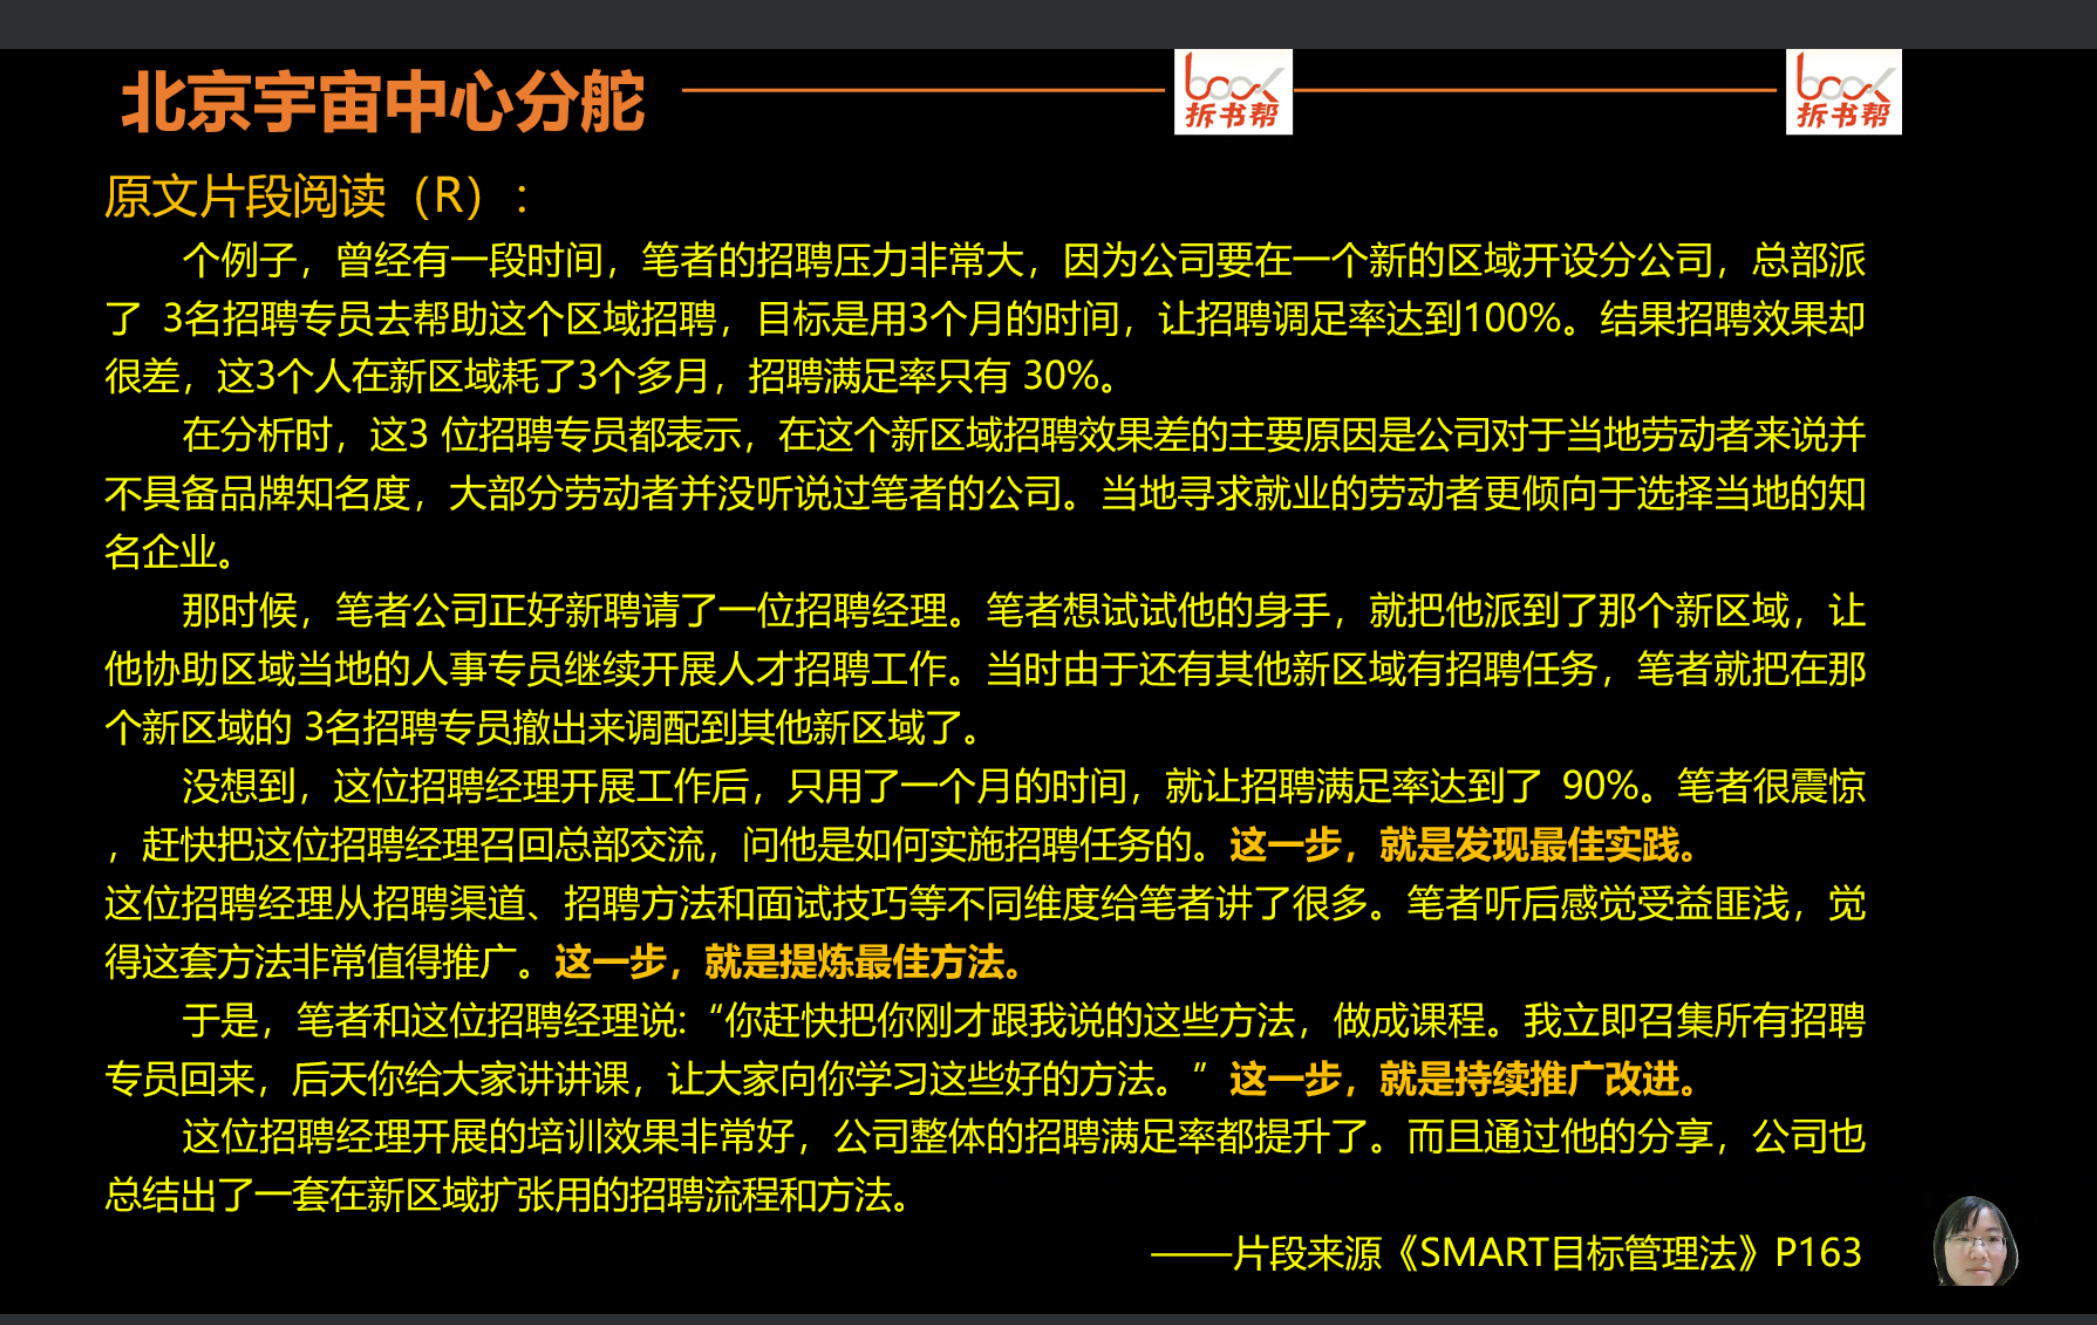 北京宇宙中心分舵
book
拆书帮
book
拆书帮
原文片段阅读（R）：
个例子，曾经有一段时间，笔者的招聘压力非常大，因为公司要在一个新的区域开设分公司，总部派
了 3名招聘专员去帮助这个区域招聘，目标是用3个月的时间，让招聘调足率达到100%。结果招聘效果却
很差，这3个人在新区域耗了3个多月，招聘满足率只有 30%。
在分析时，这3 位招聘专员都表示，在这个新区域招聘效果差的主要原因是公司对于当地劳动者来说并
不具备品牌知名度，大部分劳动者并没听说过笔者的公司。当地寻求就业的劳动者更倾向于选择当地的知
名企业。
那时候，笔者公司正好新聘请了一位招聘经理。笔者想试试他的身手，就把他派到了那个新区域，让
他协助区域当地的人事专员继续开展人才招聘工作。当时由于还有其他新区域有招聘任务，笔者就把在那
个新区域的 3名招聘专员撤出来调配到其他新区域了。
没想到，这位招聘经理开展工作后，只用了一个月的时间，就让招聘满足率达到了 90%。笔者很震惊
，赶快把这位招聘经理召回总部交流，问他是如何实施招聘任务的。这一步，就是发现最佳实践。
这位招聘经理从招聘渠道、招聘方法和面试技巧等不同维度给笔者讲了很多。笔者听后感觉受益匪浅，觉
得这套方法非常值得推广。这一步，就是提炼最佳方法。
于是，笔者和这位招聘经理说:“你赶快把你刚才跟我说的这些方法，做成课程。我立即召集所有招聘
专员回来，后天你给大家讲讲课，让大家向你学习这些好的方法。”这一步，就是持续推广改进。
这位招聘经理开展的培训效果非常好，公司整体的招聘满足率都提升了。而且通过他的分享，公司也
总结出了一套在新区域扩张用的招聘流程和方法。
——片段来源《SMART目标管理法》P163